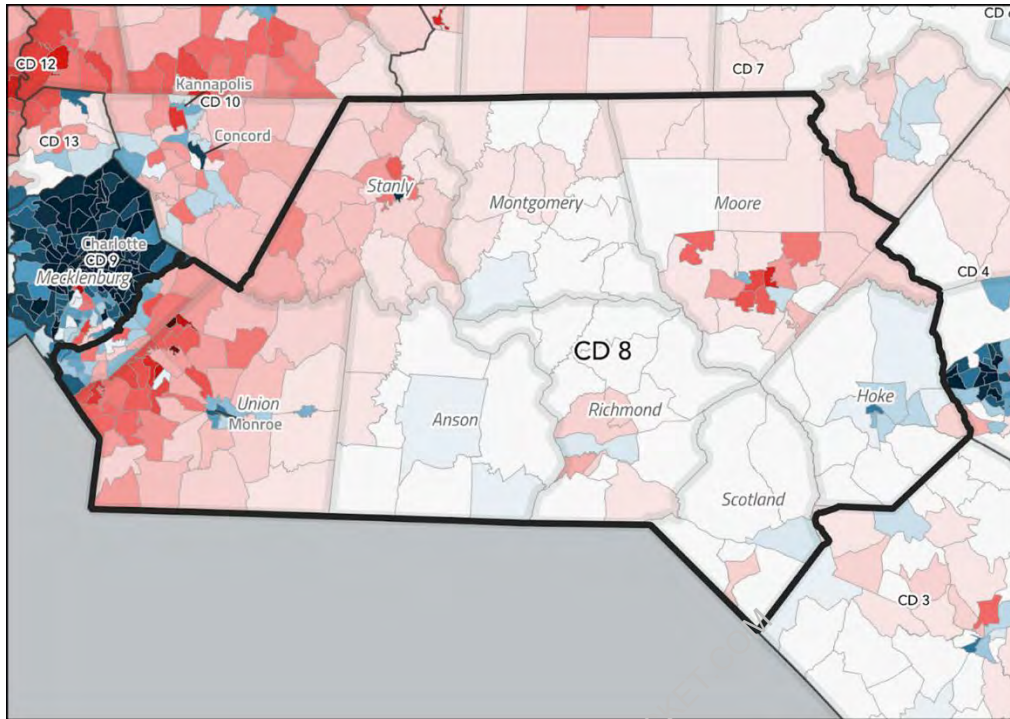 CD 6
CD 12
CD 7
Kannapolis
CD 10
Concord
CD 13
Stanly
Montgomery
Moore
Charlotte
CD 9
Mecklenburg
CD 4
CD 8
Union
Monroe
Anson
Richmond
Hoke
Scotland
CD 3